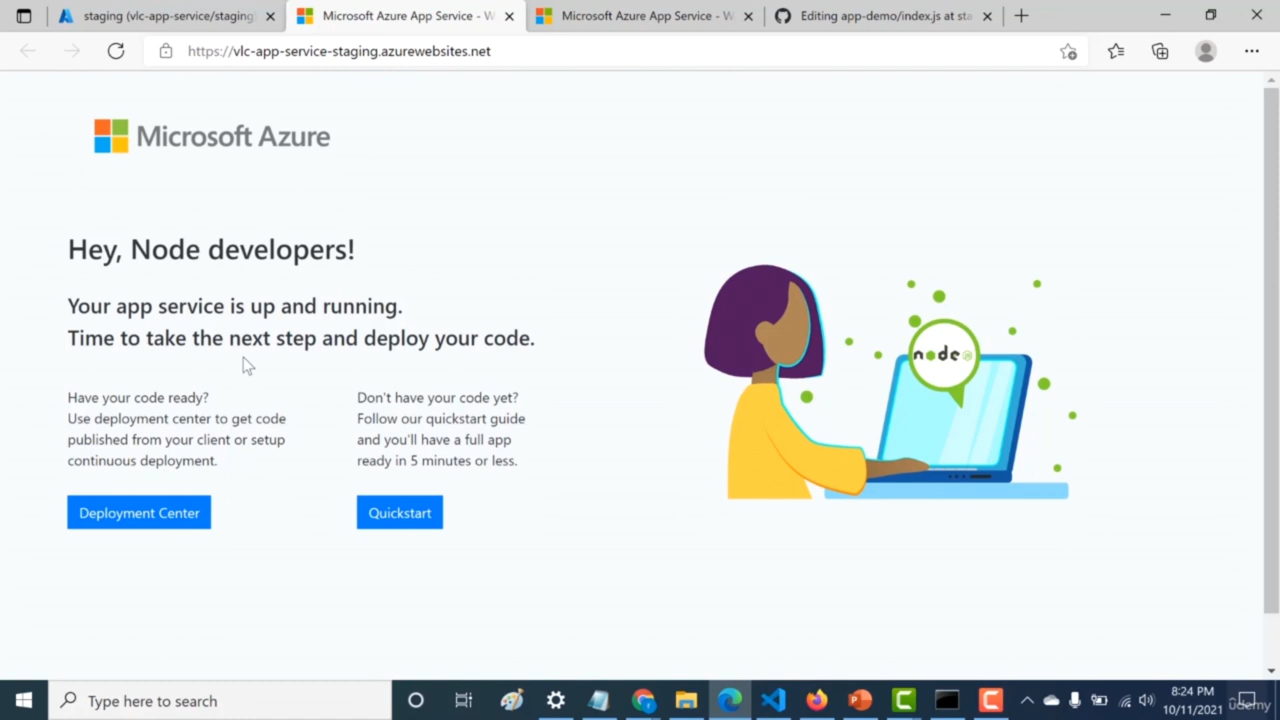 staging (vlc-app-service/staging
Microsoft Azure App Service - W
Microsoft Azure App Service - W
Editing app-demo/index.js at sta
https://vlc-app-service-staging.azurewebsites.net
Microsoft Azure
Hey, Node developers!
Your app service is up and running.
Time to take the next step and deploy your code.
Have your code ready?
Use deployment center to get code
published from your client or setup
continuous deployment.
Deployment Center
Don't have your code yet?
Follow our quickstart guide
and you'll have a full app
ready in 5 minutes or less.
Quickstart
node
Type here to search
8:24 PM
10/11/2021
udemy